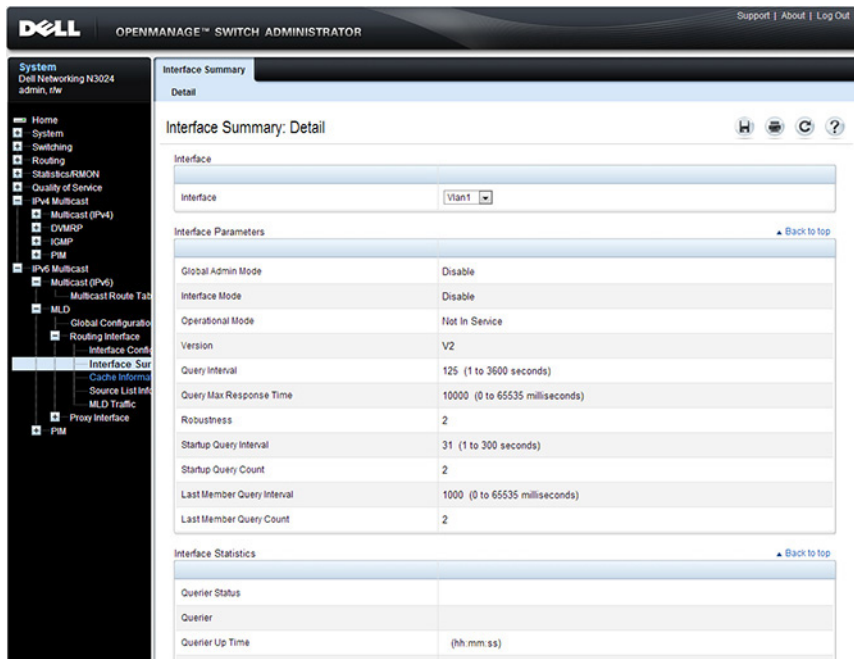 Support | About | Log Out
DELL
OPENMANAGE™ SWITCH ADMINISTRATOR
System
Dell Networking N3024
admin, r/w
Home
System
Switching
Routing
Statistics/RMON
Quality of Service
IPv4 Multicast
Multicast (IPv4)
DVMRP
IGMP
PIM
IPv6 Multicast
Multicast (IPv6)
Multicast Route Tab
MLD
Global Configuratio
Routing Interface
Interface Config
Interface Sur
Cache Informa
Source List Info
MLD Traffic
Proxy Interface
PIM
Interface Summary
Detail
Interface Summary: Detail
Interface
Interface Vlan1
Interface Parameters Back to top
Global Admin Mode Disable
Interface Mode Disable
Operational Mode Not In Service
Version V2
Query Interval 125 (1 to 3600 seconds)
Query Max Response Time 10000 (0 to 65535 milliseconds)
Robustness 2
Startup Query Interval 31 (1 to 300 seconds)
Startup Query Count 2
Last Member Query Interval 1000 (0 to 65535 milliseconds)
Last Member Query Count 2
Interface Statistics Back to top
Querier Status
Querier
Querier Up Time (hh:mm:ss)